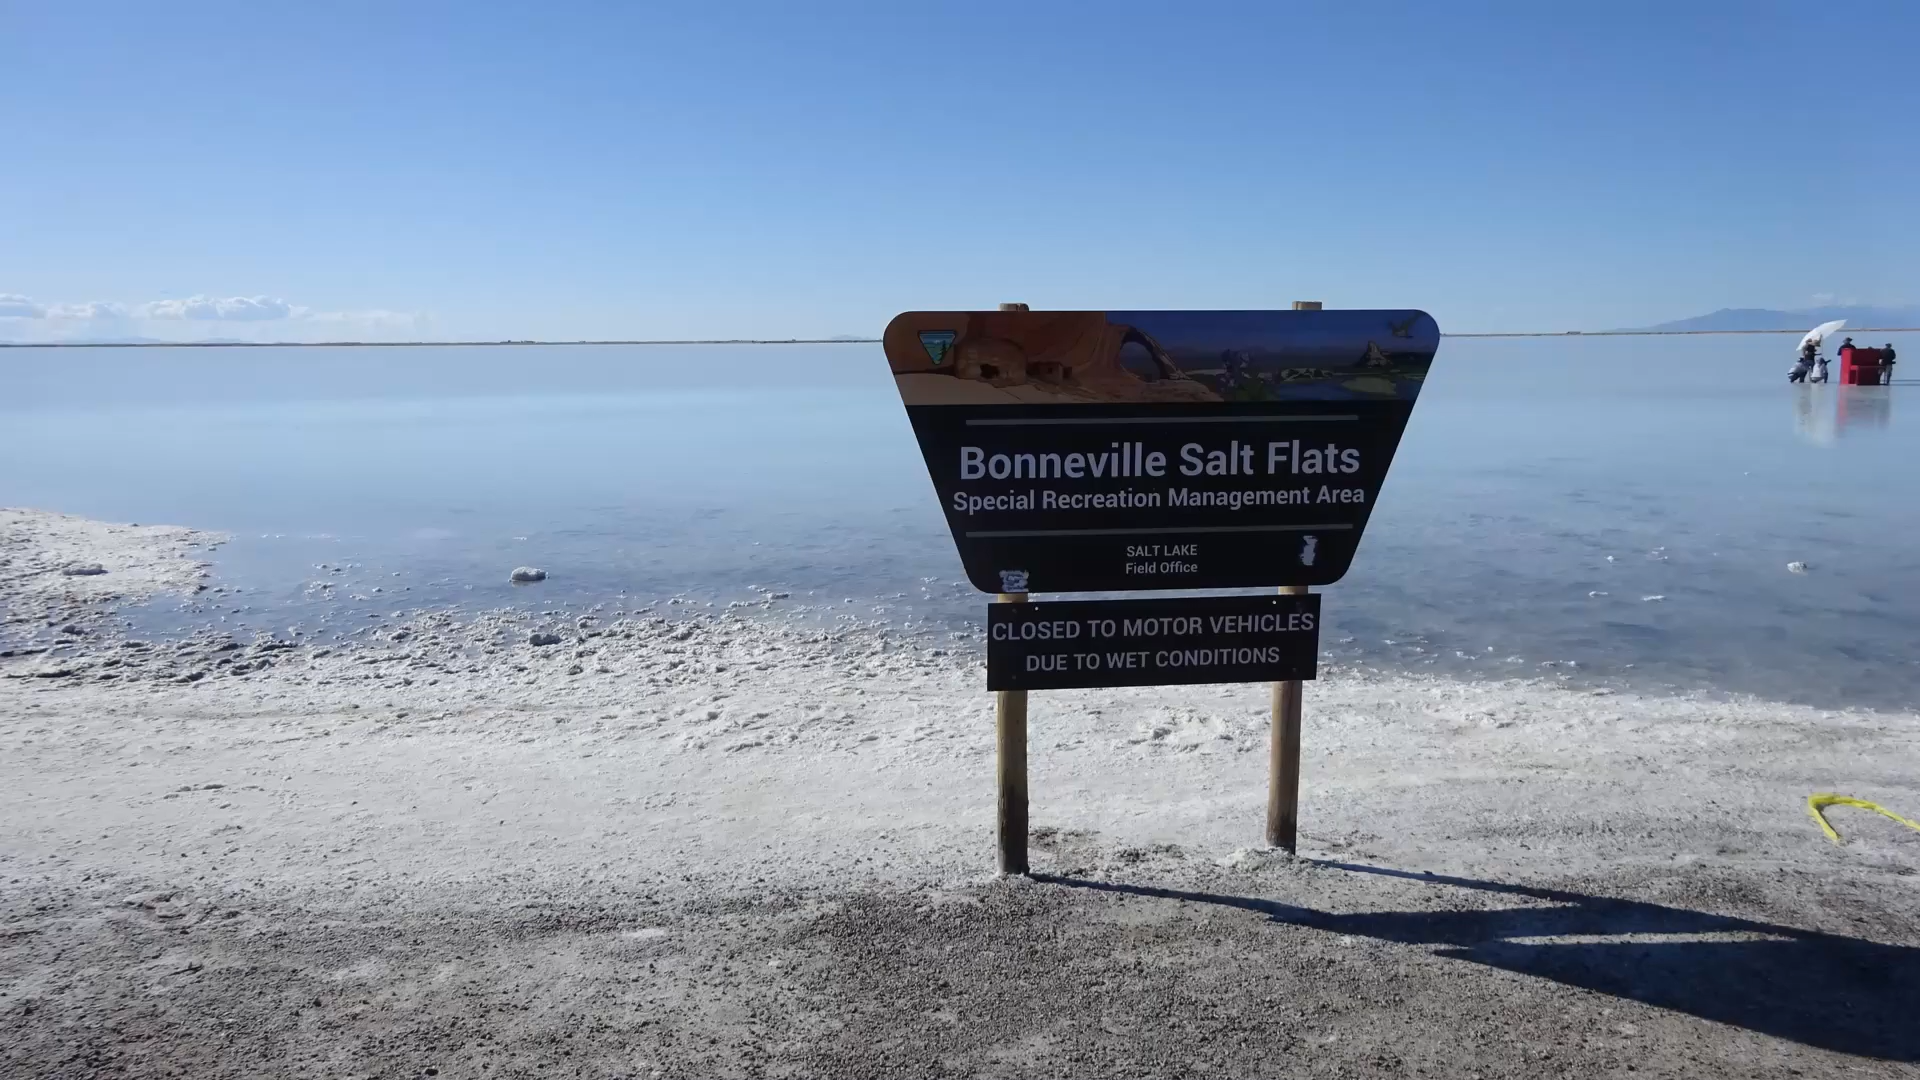 Bonneville Salt Flats
Special Recreation Management Area
SALT LAKE
Field Office
CLOSED TO MOTOR VEHICLES
DUE TO WET CONDITIONS